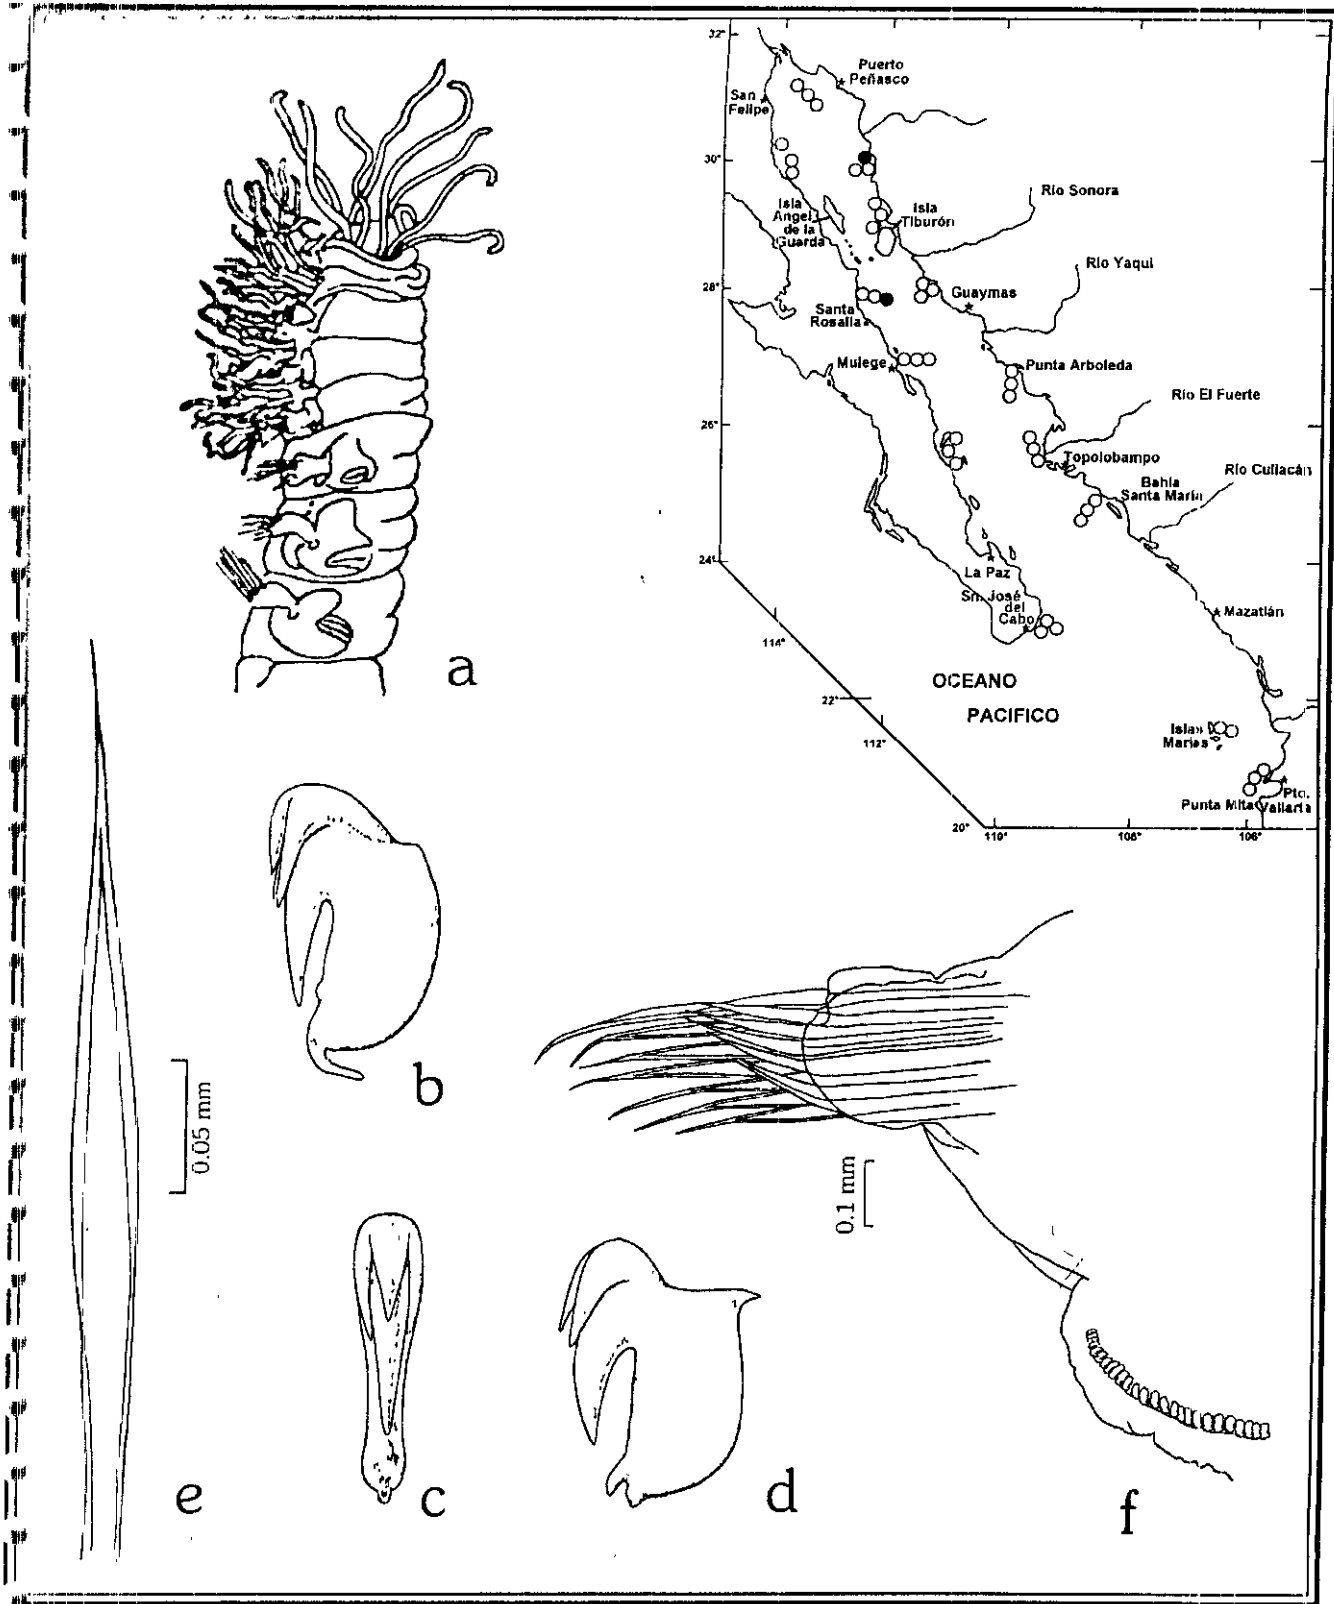 32°
Puerto
Peñasco
San
Felipe
30°
Río Sonora
Isla
Angel
de la
Guarda
Isla
Tiburón
Río Yaqui
28°
Guaymas
Santa
Rosalía
Mulege
Punta Arboleda
Río El Fuerte
26°
Topolobampo
Río Culiacán
Bahía
Santa María
24°
La Paz
Sn. José
del
Cabo
Mazatlán
114°
OCEANO
PACIFICO
22°
112°
Islas
Marías
Pto.
Punta Mita Vallarta
20°
110°
108°
106°
a
b
0.05 mm
0.1 mm
e
c
d
f